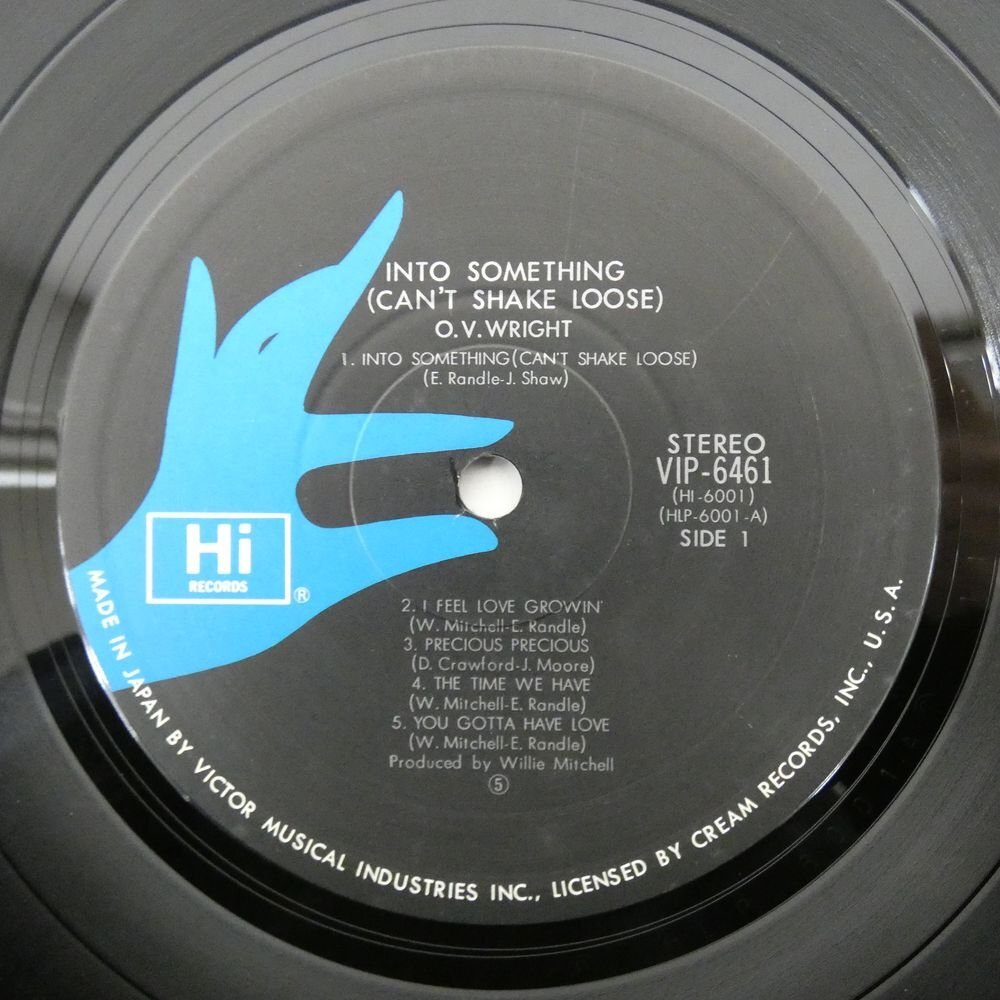 INTO SOMETHING
(CAN'T SHAKE LOOSE)
O.V.WRIGHT
1. INTO SOMETHING(CAN'T SHAKE LOOSE)
(E. Randle-J. Shaw)
STEREO
VIP-6461
(HI-6001)
(HLP-6001-A)
SIDE 1
Hi
RECORDS
®
2. I FEEL LOVE GROWIN'
(W. Mitchell-E. Randle)
3. PRECIOUS PRECIOUS
(D. Crawford-J. Moore)
4. THE TIME WE HAVE
(W. Mitchell-E. Randle)
5. YOU GOTTA HAVE LOVE
(W. Mitchell-E. Randle)
Produced by Willie Mitchell
⑤
MADE IN JAPAN BY VICTOR MUSICAL INDUSTRIES INC., LICENSED BY CREAM RECORDS, INC., U.S.A.